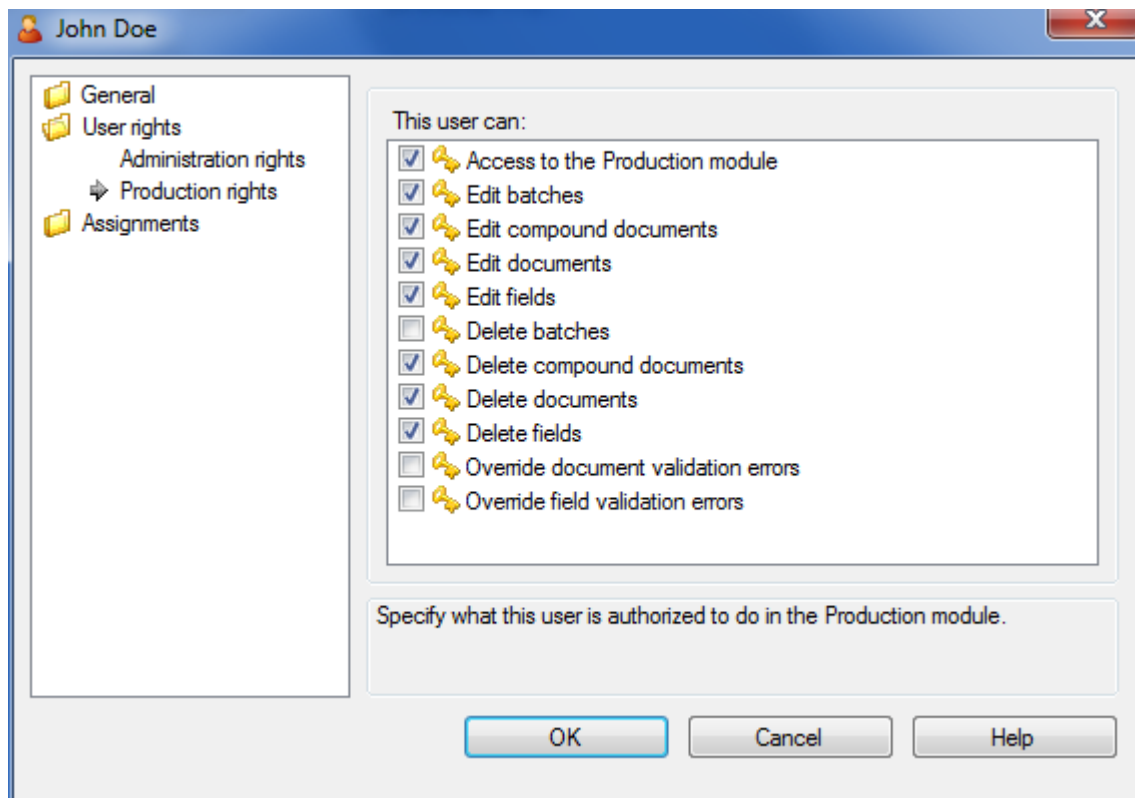 John Doe
General
User rights
Administration rights
Production rights
Assignments
This user can:
Access to the Production module
Edit batches
Edit compound documents
Edit documents
Edit fields
Delete batches
Delete compound documents
Delete documents
Delete fields
Override document validation errors
Override field validation errors
Specify what this user is authorized to do in the Production module.
OK
Cancel
Help